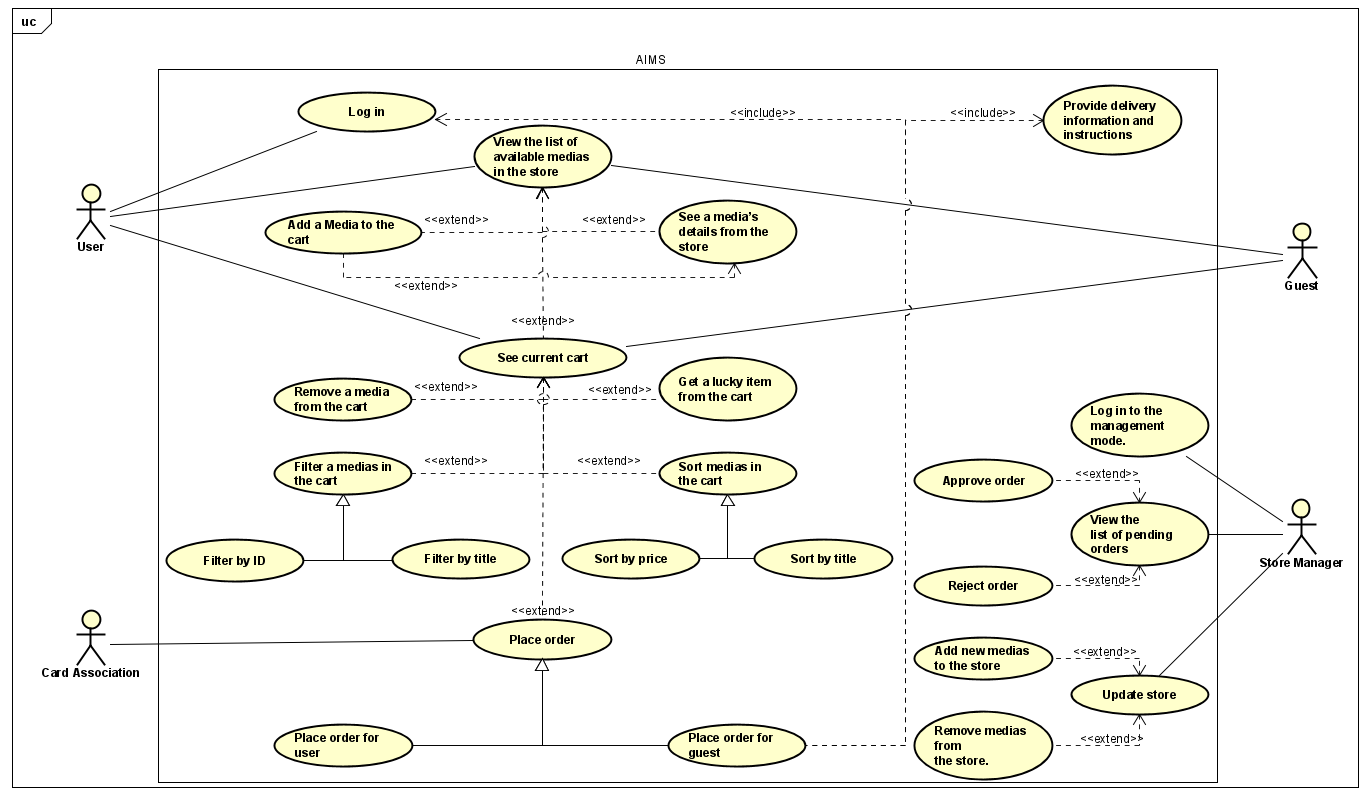 uc
AIMS
Log in
<<include>>
<<include>>
Provide delivery
information and
instructions
View the list of
available medias
in the store
User
Add a Media to the
cart
<<extend>>
<<extend>>
See a media's
details from the
store
<<extend>>
Guest
<<extend>>
See current cart
Remove a media
from the cart
<<extend>>
<<extend>>
Get a lucky item
from the cart
Log in to the
management
mode.
Filter a medias in
the cart
<<extend>>
<<extend>>
Sort medias in
the cart
Approve order
<<extend>>
View the
list of pending
orders
Store Manager
Filter by ID
Filter by title
Sort by price
Sort by title
Reject order
<<extend>>
<<extend>>
Place order
Card Association
Add new medias
to the store
<<extend>>
Update store
Place order for
user
Place order for
guest
Remove medias
from
the store.
<<extend>>